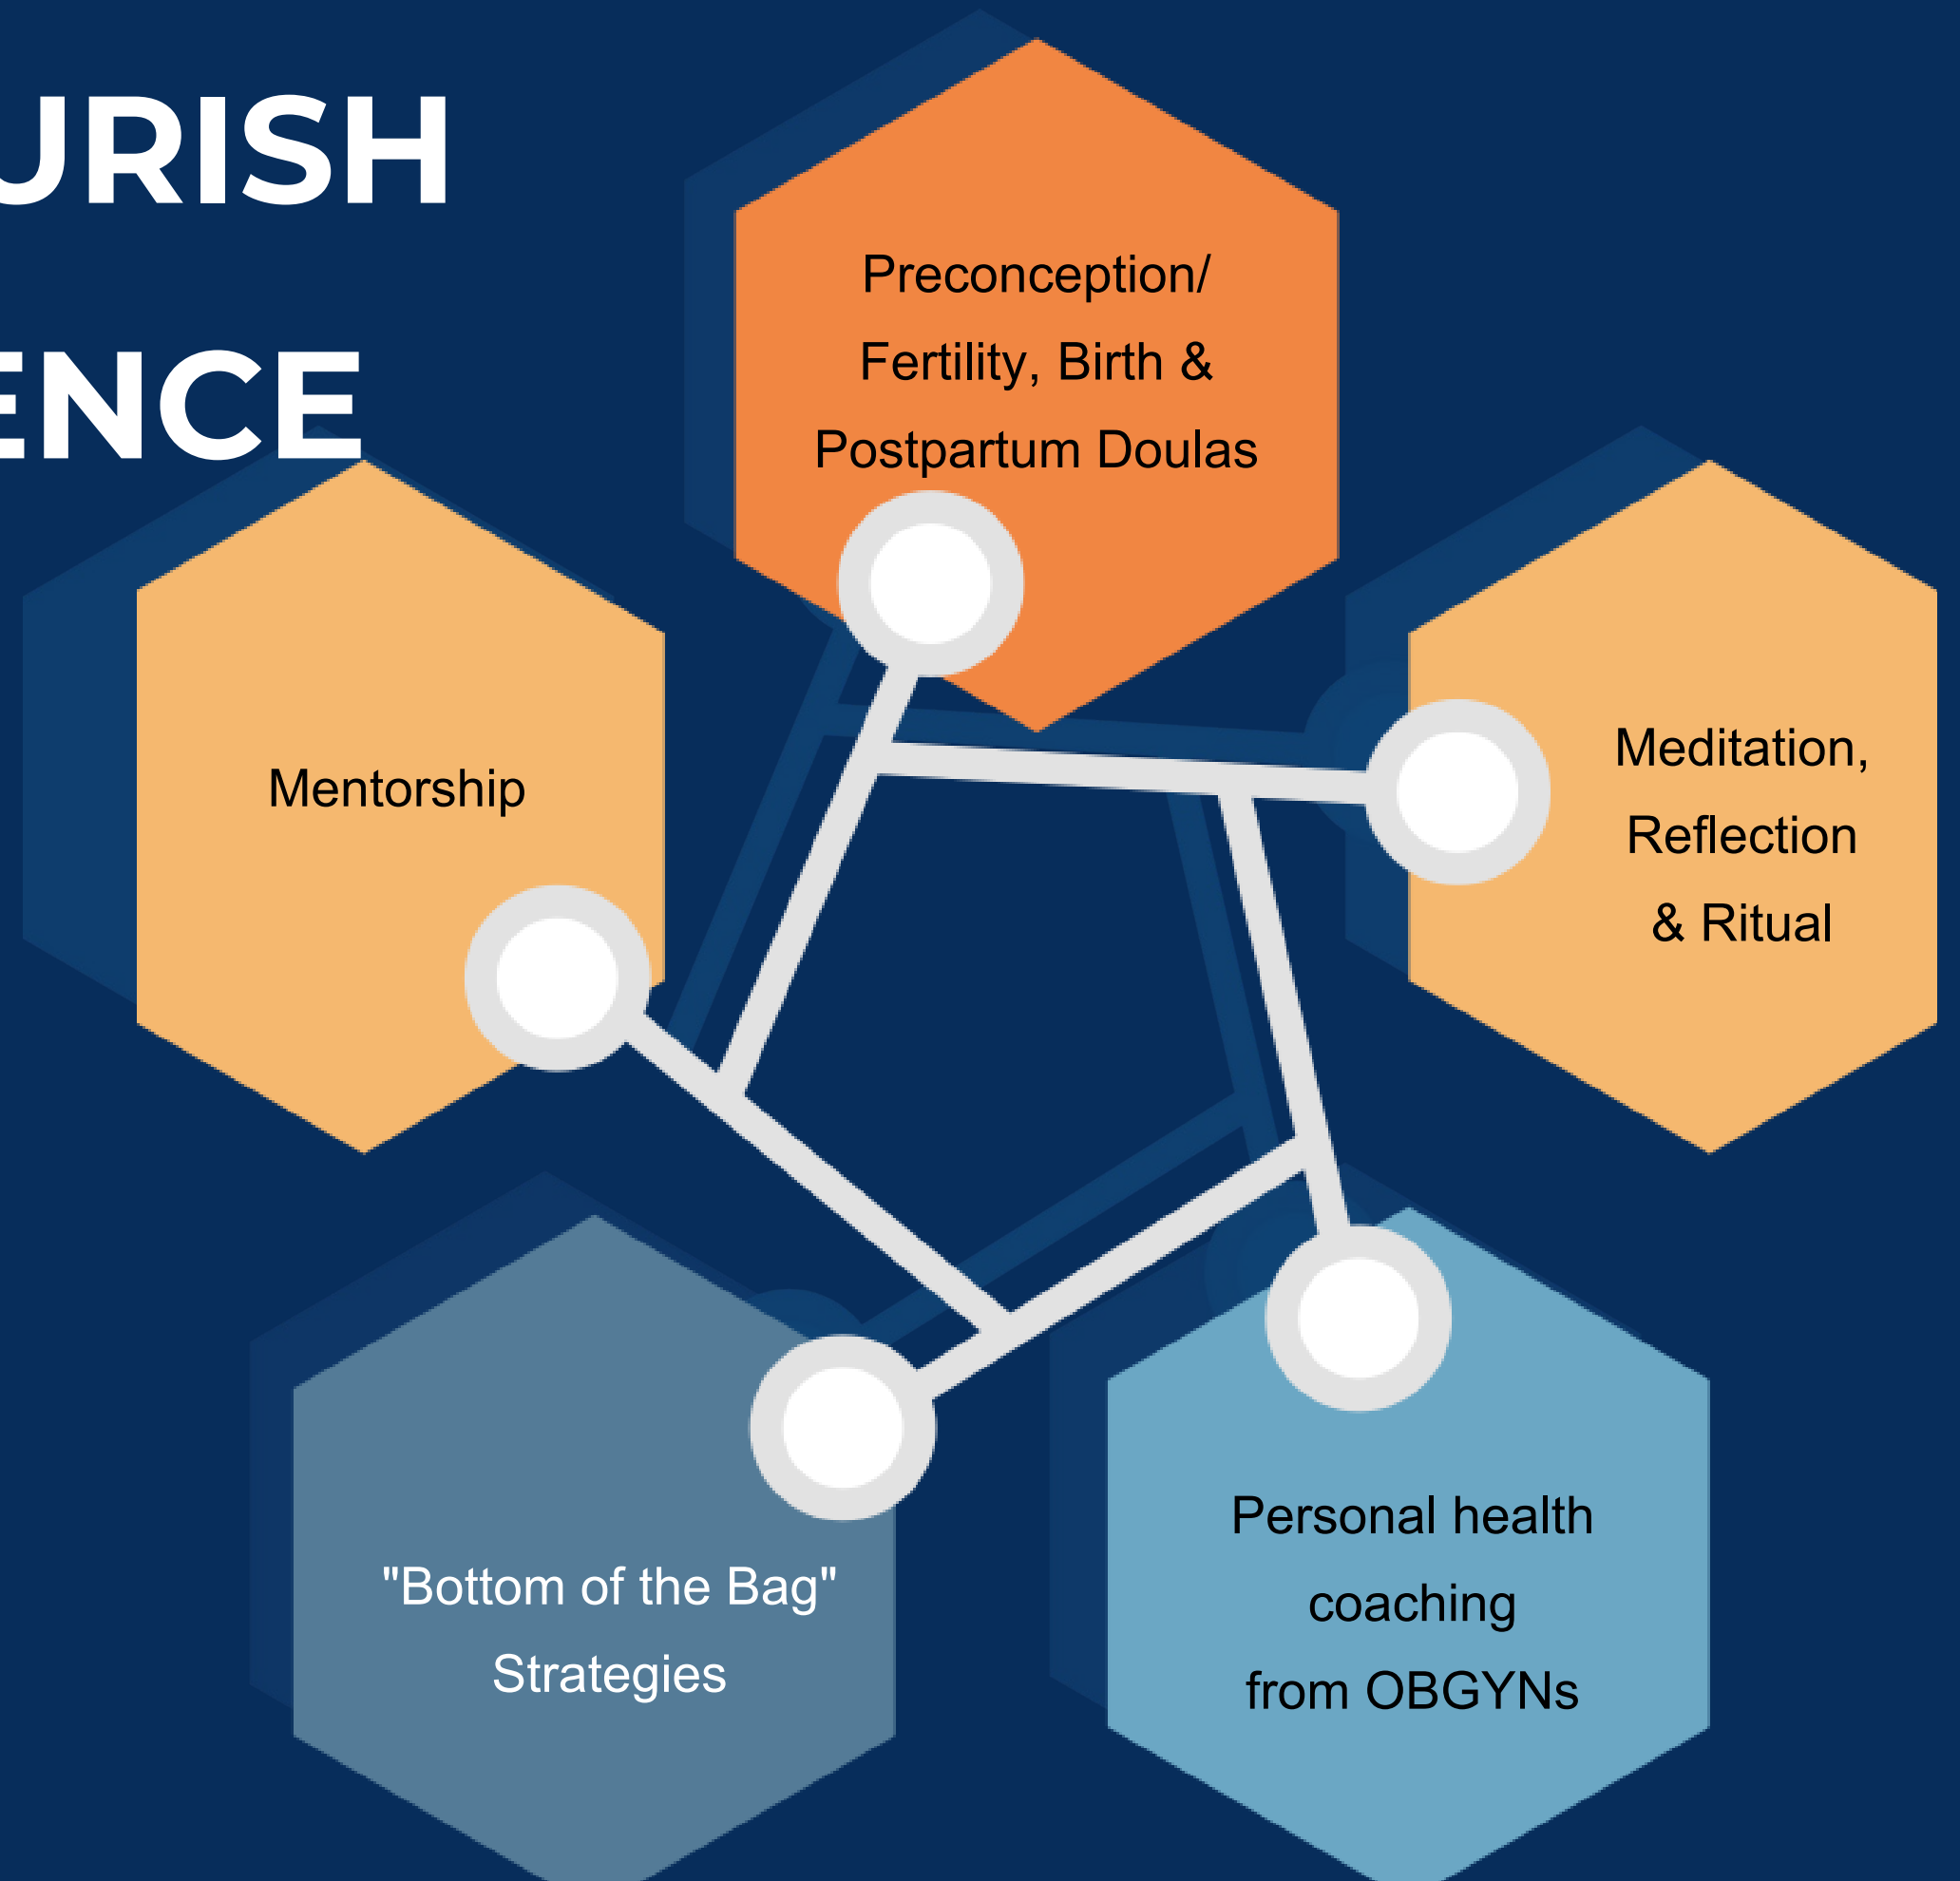 URISH
ENCE
Preconception/
Fertility, Birth &
Postpartum Doulas
Mentorship
Meditation,
Reflection
& Ritual
"Bottom of the Bag"
Strategies
Personal health
coaching
from OBGYNs